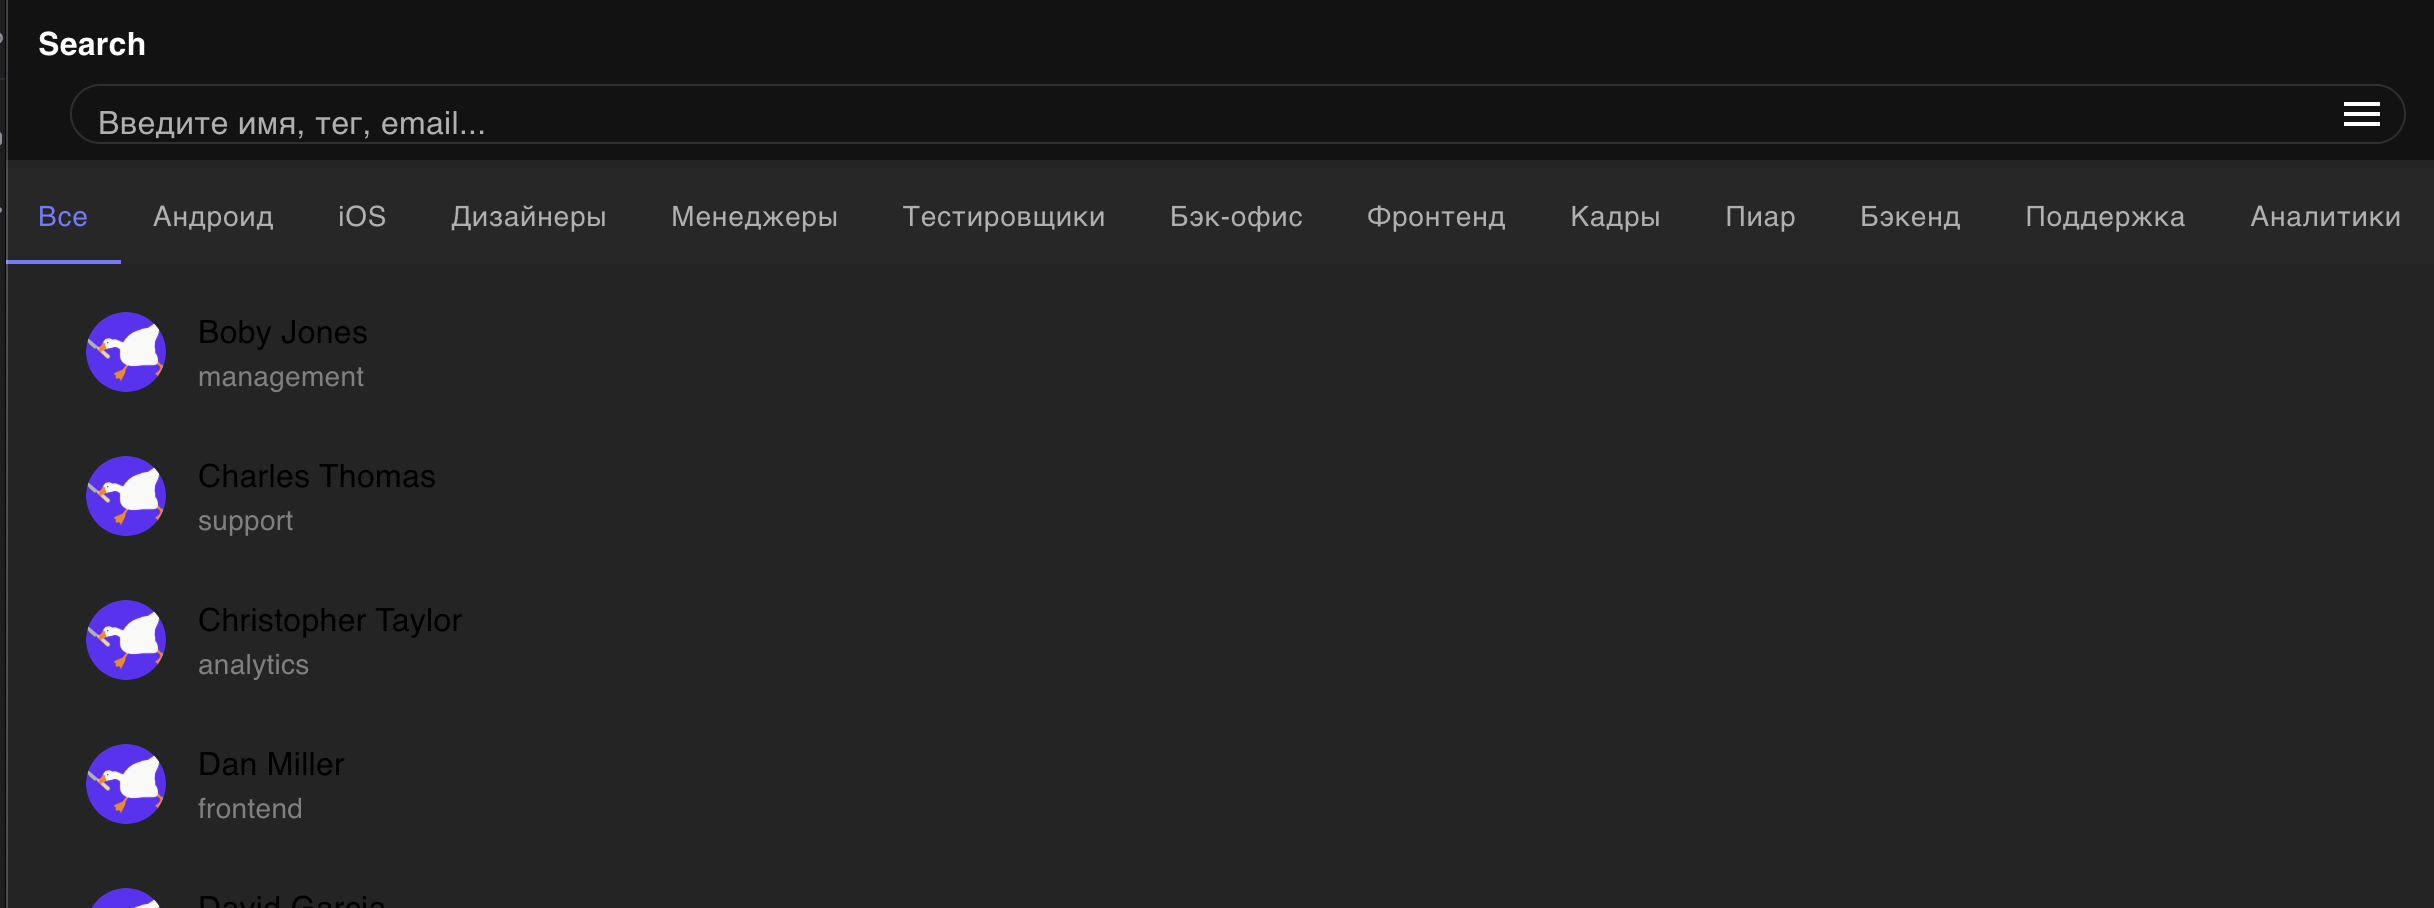 Search
Введите имя, тег, email...
Все Андроид iOS Дизайнеры Менеджеры Тестировщики Бэк-офис Фронтенд Кадры Пиар Бэкенд Поддержка Аналитики
Boby Jones
management
Charles Thomas
support
Christopher Taylor
analytics
Dan Miller
frontend
David Garcia